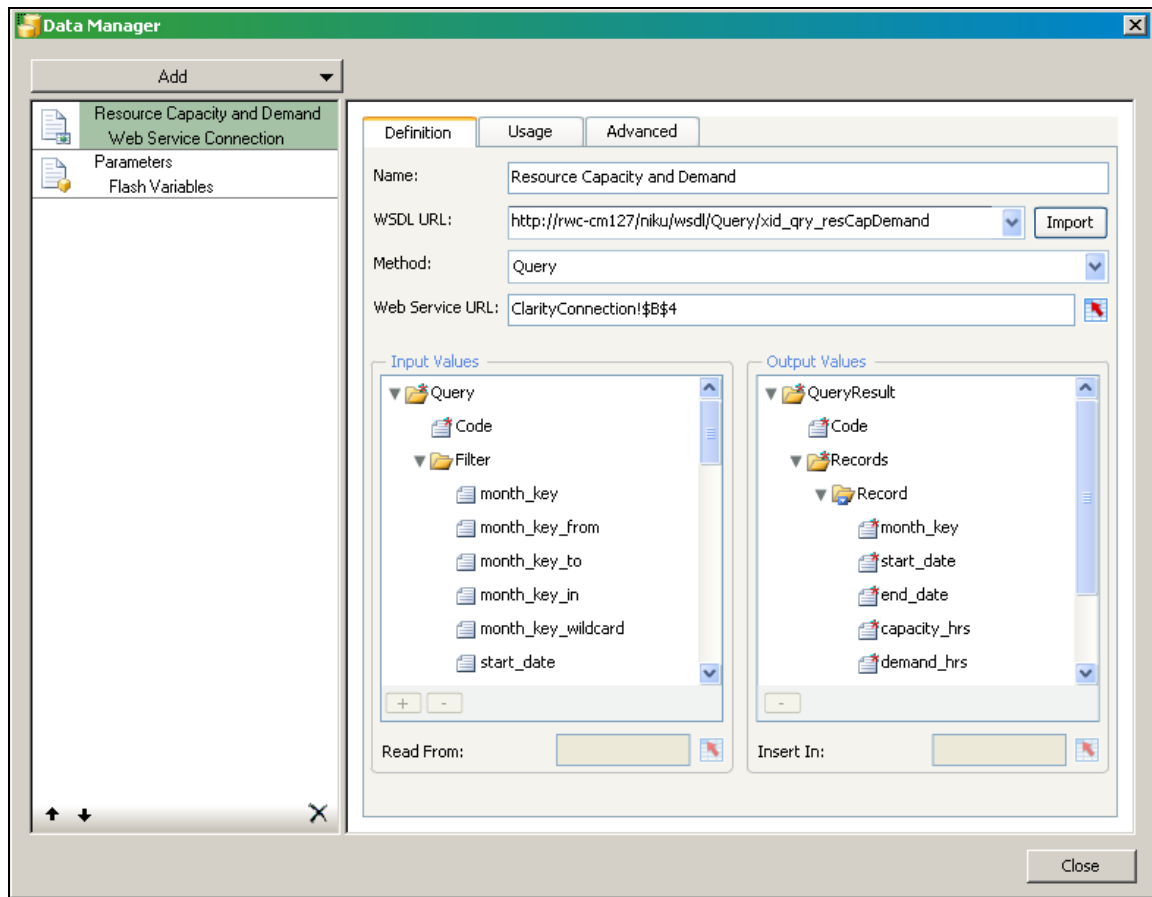 Data Manager
Add
Resource Capacity and Demand
Web Service Connection
Parameters
Flash Variables
Definition
Usage
Advanced
Name:
Resource Capacity and Demand
WSDL URL:
http://rwc-cm127/niku/wsdl/Query/xid_qry_resCapDemand
Import
Method:
Query
Web Service URL:
ClarityConnection!$B$4
Input Values
Query
Code
Filter
month_key
month_key_from
month_key_to
month_key_in
month_key_wildcard
start_date
+ -
Read From:
Output Values
QueryResult
Code
Records
Record
month_key
start_date
end_date
capacity_hrs
demand_hrs
-
Insert In:
Close